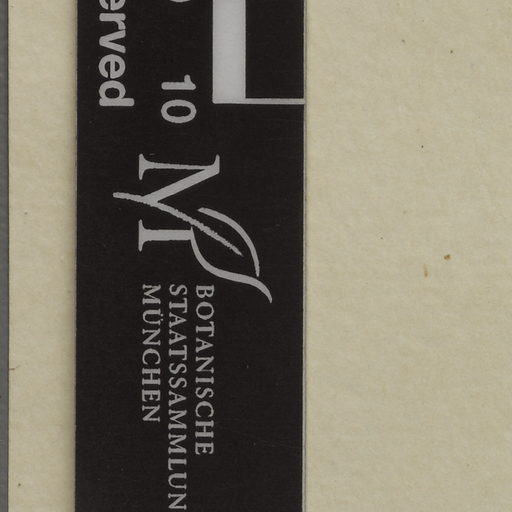 erved
10
M
BOTANISCHE
STAATSSAMMLUN
MÜNCHEN